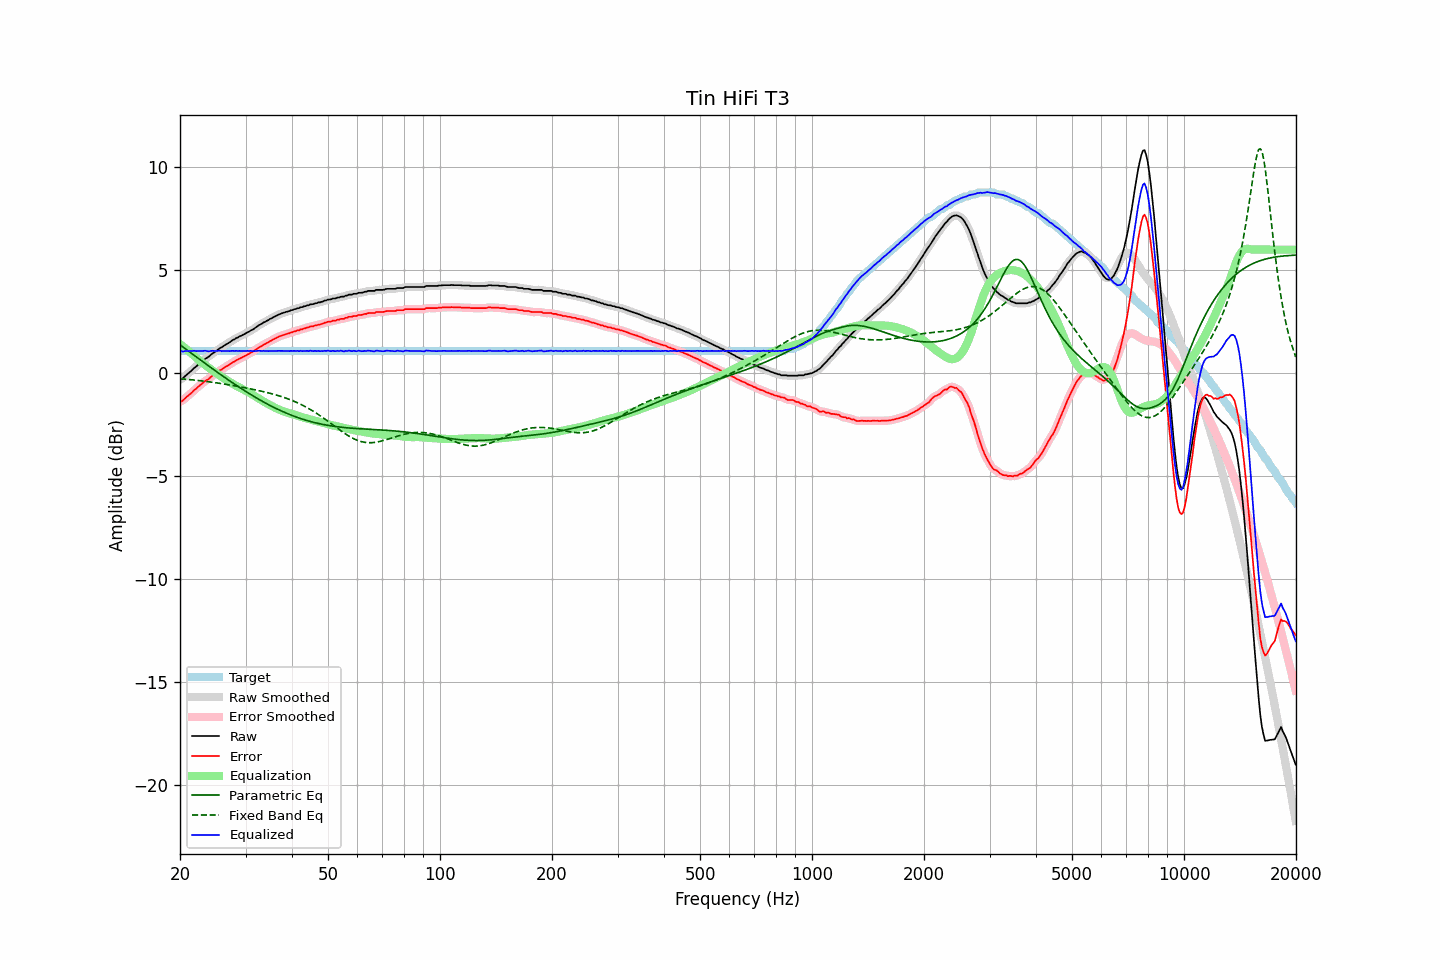 Tin HiFi T3
Amplitude (dBr)
10
5
0
−5
−10
−15
−20
Target
Raw Smoothed
Error Smoothed
Raw
Error
Equalization
Parametric Eq
Fixed Band Eq
Equalized
20 50 100 200 500 1000 2000 5000 10000 20000
Frequency (Hz)